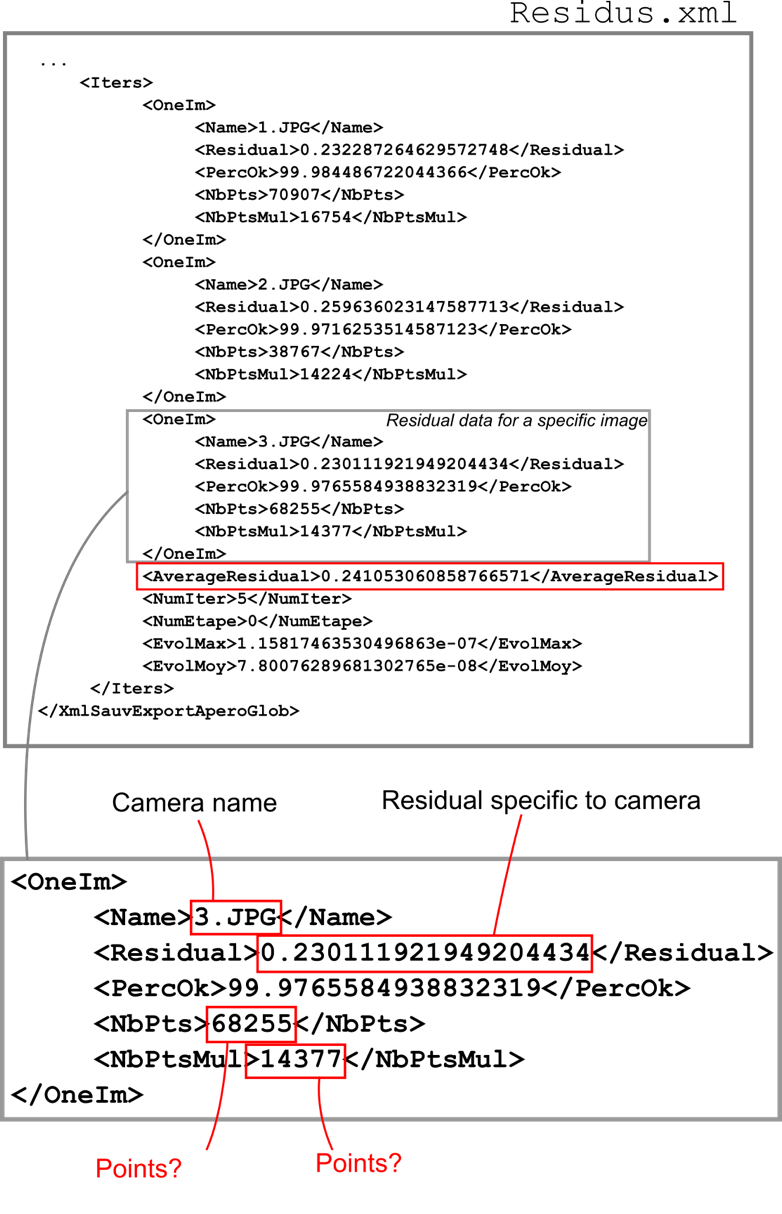 Residus.xml
...
<Iters>
<OneIm>
<Name>1.JPG</Name>
<Residual>0.232287264629572748</Residual>
<PercOk>99.984486722044366</PercOk>
<NbPts>70907</NbPts>
<NbPtsMul>16754</NbPtsMul>
</OneIm>
<OneIm>
<Name>2.JPG</Name>
<Residual>0.259636023147587713</Residual>
<PercOk>99.9716253514587123</PercOk>
<NbPts>38767</NbPts>
<NbPtsMul>14224</NbPtsMul>
</OneIm>
<OneIm>
Residual data for a specific image
<Name>3.JPG</Name>
<Residual>0.230111921949204434</Residual>
<PercOk>99.9765584938832319</PercOk>
<NbPts>68255</NbPts>
<NbPtsMul>14377</NbPtsMul>
</OneIm>
<AverageResidual>0.241053060858766571</AverageResidual>
<NumIter>5</NumIter>
<NumEtape>0</NumEtape>
<EvolMax>1.15817463530496863e-07</EvolMax>
<EvolMoy>7.80076289681302765e-08</EvolMoy>
</Iters>
</XmlSauvExportAperoGlob>
Camera name
Residual specific to camera
<OneIm>
<Name>3.JPG</Name>
<Residual>0.230111921949204434</Residual>
<PercOk>99.9765584938832319</PercOk>
<NbPts>68255</NbPts>
<NbPtsMul>14377</NbPtsMul>
</OneIm>
Points?
Points?